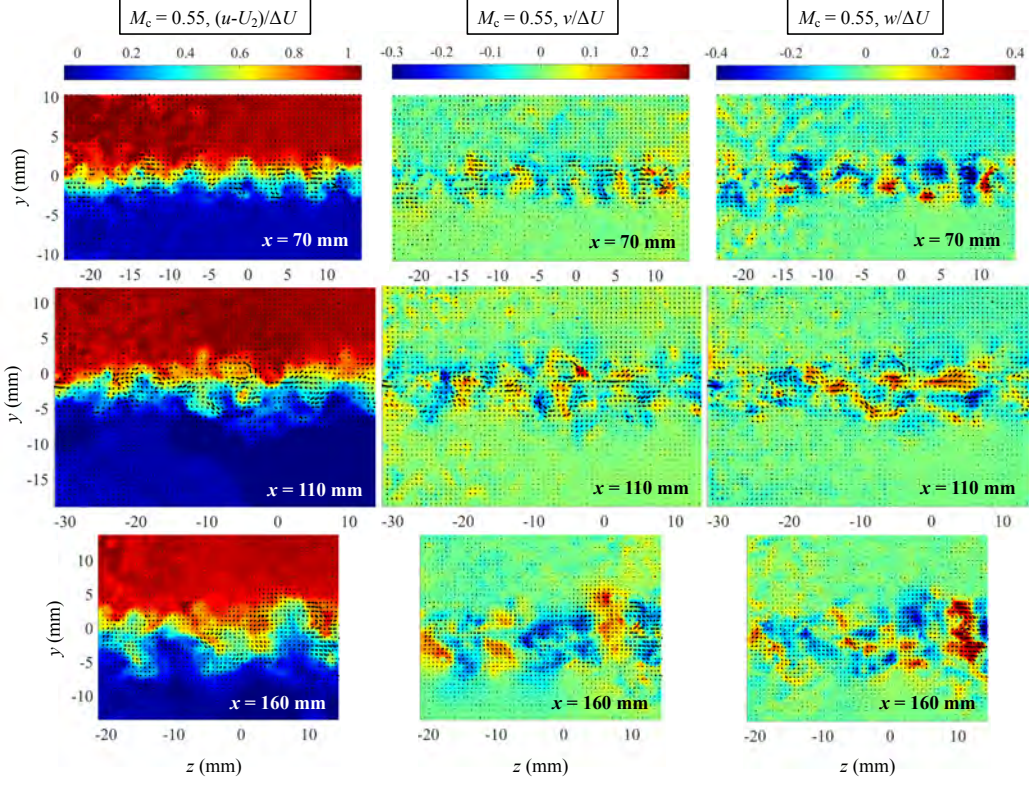 M_c = 0.55, (u-U_2)/ΔU M_c = 0.55, v/ΔU M_c = 0.55, w/ΔU
0 0.2 0.4 0.6 0.8 1 -0.3 -0.2 -0.1 0 0.1 0.2 -0.4 -0.2 0 0.2 0.4
10
5
0
-5
-10
y (mm)
x = 70 mm x = 70 mm x = 70 mm
-20 -15 -10 -5 0 5 10 -20 -15 -10 -5 0 5 10 -20 -15 -10 -5 0 5 10
10
5
0
-5
-10
-15
y (mm)
x = 110 mm x = 110 mm x = 110 mm
-30 -20 -10 0 10 -30 -20 -10 0 10 -30 -20 -10 0 10
10
5
0
-5
-10
y (mm)
x = 160 mm x = 160 mm x = 160 mm
-20 -10 0 10 -20 -10 0 10 -20 -10 0 10
z (mm) z (mm) z (mm)